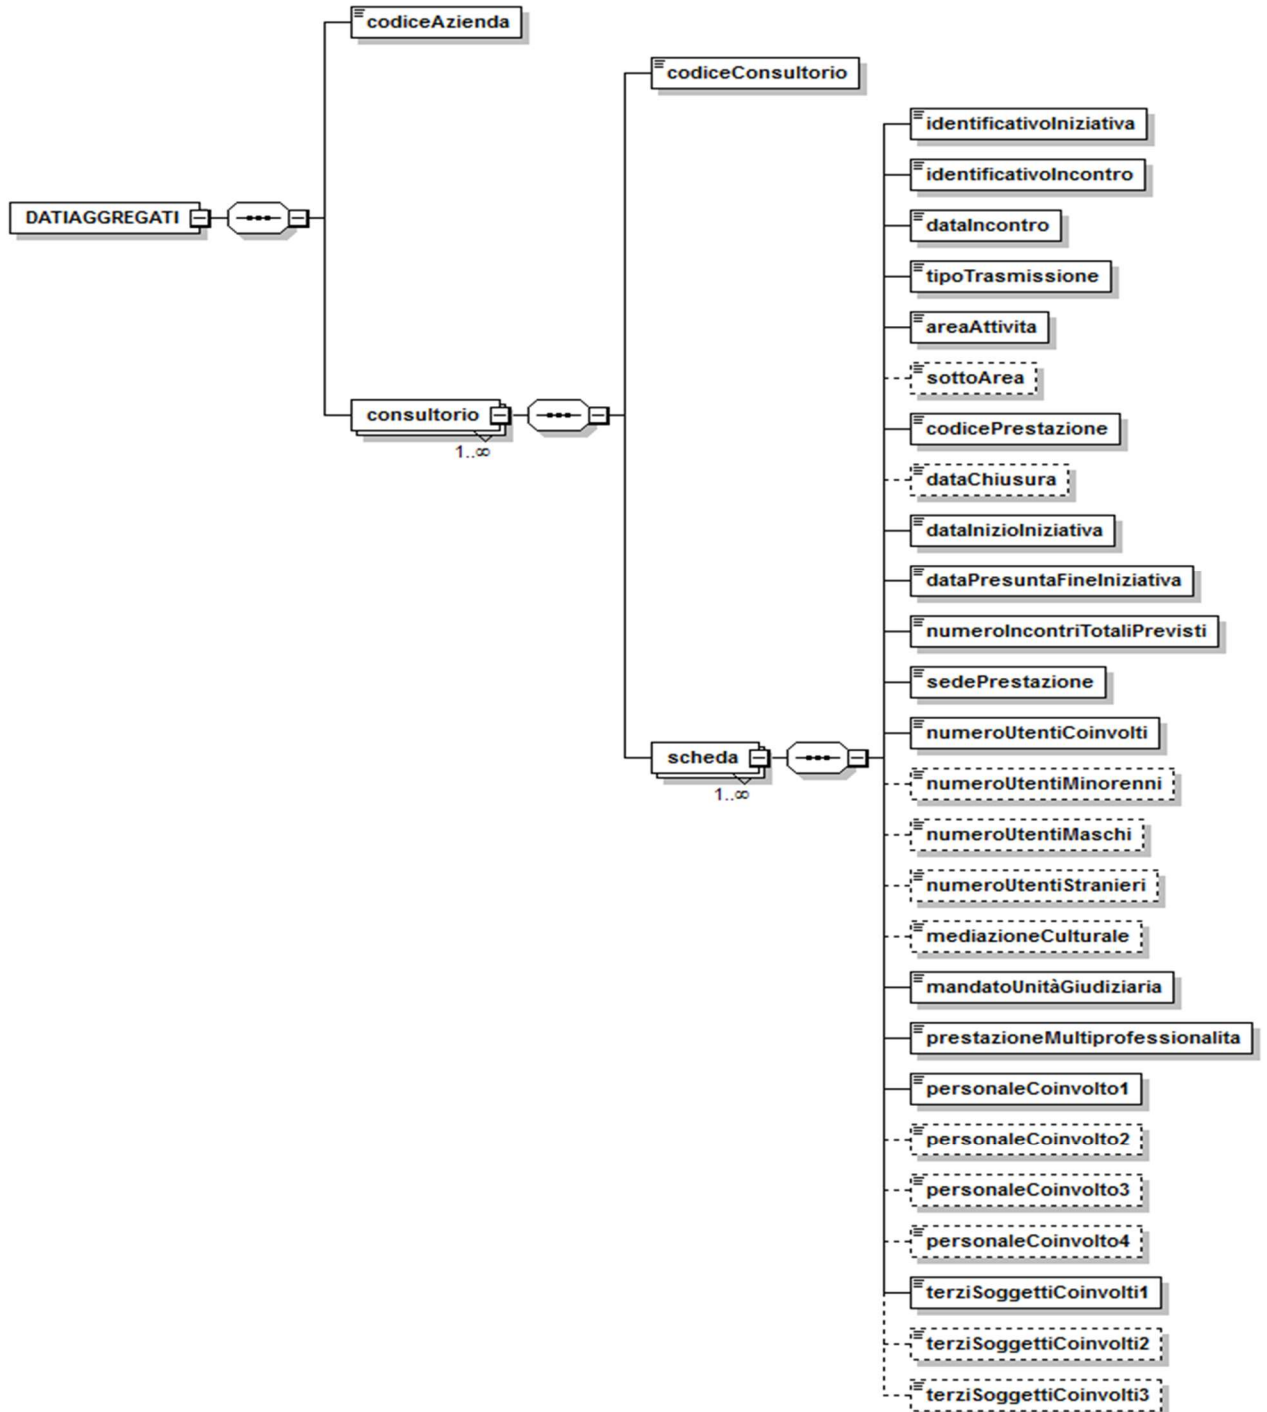 codiceAzienda
codiceConsultorio
identificativoIniziativa
identificativoIncontro
dataIncontro
DATIAGGREGATI
tipoTrasmissione
areaAttivita
sottoArea
consultorio
1..∞
codicePrestazione
dataChiusura
dataInizioIniziativa
dataPresuntaFineIniziativa
numeroIncontriTotaliPrevisti
sedePrestazione
numeroUtentiCoinvolti
scheda
1..∞
numeroUtentiMinorenni
numeroUtentiMaschi
numeroUtentiStranieri
mediazioneCulturale
mandatoUnitàGiudiziaria
prestazioneMultiprofessionalita
personaleCoinvolto1
personaleCoinvolto2
personaleCoinvolto3
personaleCoinvolto4
terziSoggettiCoinvolti1
terziSoggettiCoinvolti2
terziSoggettiCoinvolti3